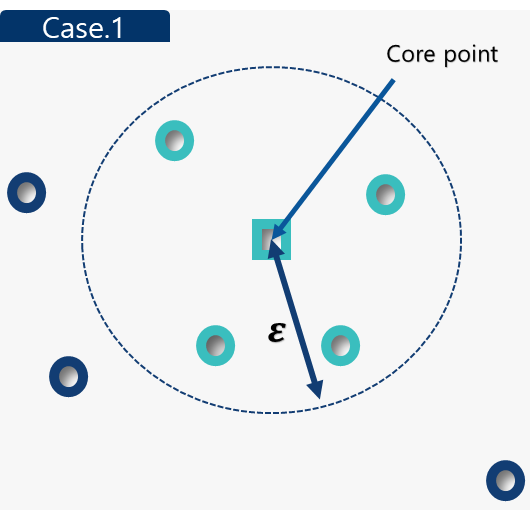 Case.1
Core point
ε